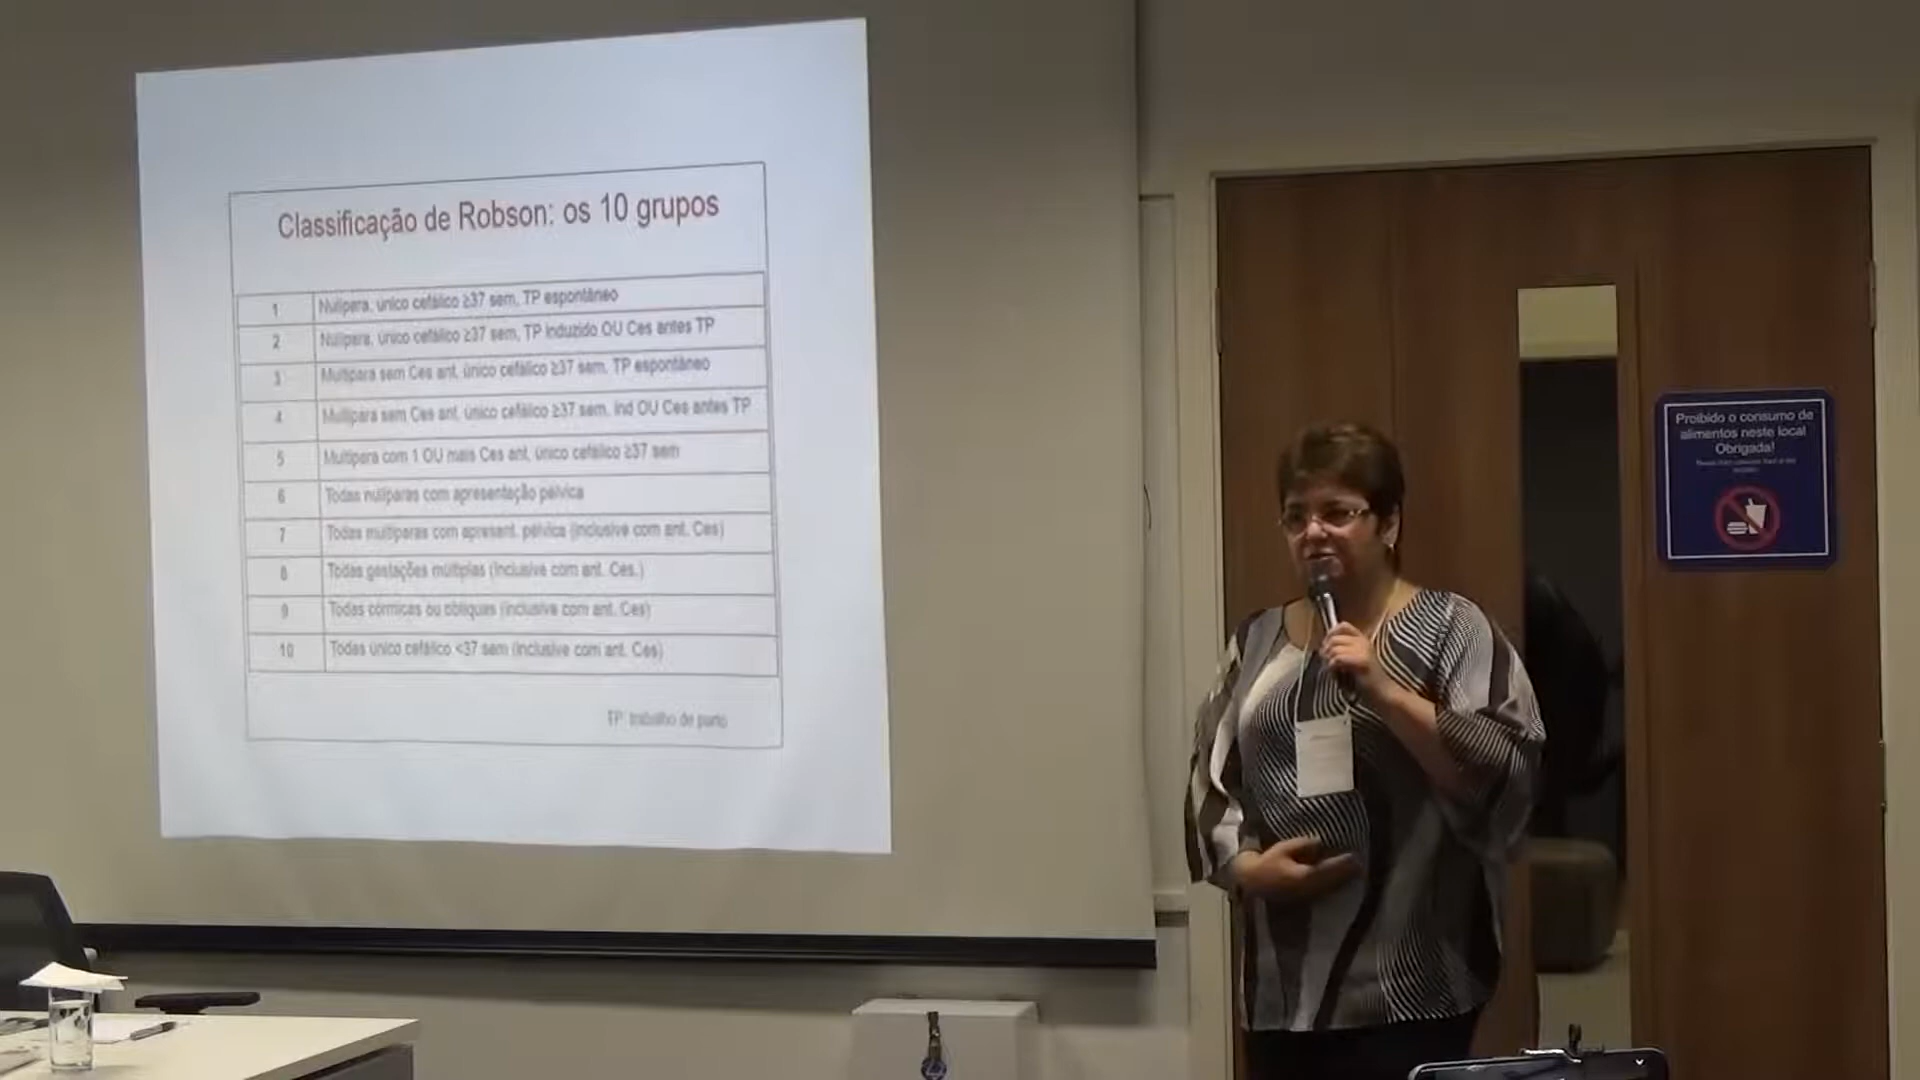 Classificação de Robson: os 10 grupos
1 Nulípara, único cefálico ≥37 sem, TP espontâneo
2 Nulípara, único cefálico ≥37 sem, TP induzido OU Ces antes TP
3 Multípara sem Ces ant, único cefálico ≥37 sem, TP espontâneo
4 Multípara sem Ces ant, único cefálico ≥37 sem, ind OU Ces antes TP
5 Multípara com 1 OU mais Ces ant, único cefálico ≥37 sem
6 Todas nulíparas com apresentação pélvica
7 Todas multíparas com apresent. pélvica (inclusive com ant. Ces)
8 Todas gestações múltiplas (inclusive com ant. Ces.)
9 Todas córmicas ou oblíquas (inclusive com ant. Ces)
10 Todas único cefálico <37 sem (inclusive com ant. Ces)
TP: trabalho de parto
Proibido o consumo de
alimentos neste local
Obrigada!